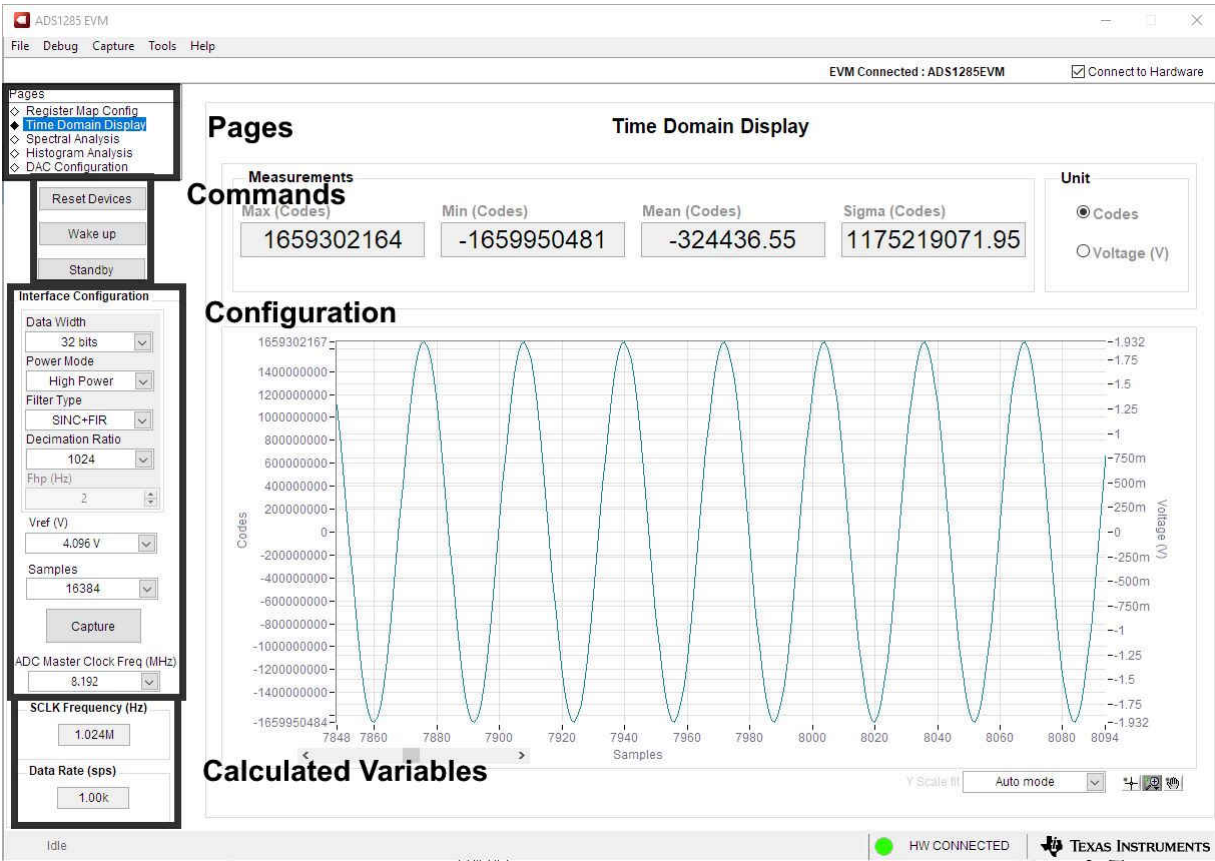 ADS1285 EVM
File Debug Capture Tools Help
EVM Connected : ADS1285EVM
Connect to Hardware
Pages
Register Map Config
Time Domain Display
Spectral Analysis
Histogram Analysis
DAC Configuration
Pages
Time Domain Display
Reset Devices
Wake up
Standby
Commands
Measurements
Max (Codes) Min (Codes) Mean (Codes) Sigma (Codes)
1659302164 -1659950481 -324436.55 1175219071.95
Unit
Codes
Voltage (V)
Interface Configuration
Configuration
Data Width
32 bits
Power Mode
High Power
Filter Type
SINC+FIR
Decimation Ratio
1024
Fhp (Hz)
2
Vref (V)
4.096 V
Samples
16384
Capture
ADC Master Clock Freq (MHz)
8.192
SCLK Frequency (Hz)
1.024M
Data Rate (sps)
1.00k
Calculated Variables
Codes
1659302167
1400000000
1200000000
1000000000
800000000
600000000
400000000
200000000
0
-200000000
-400000000
-600000000
-800000000
-1000000000
-1200000000
-1400000000
-1659950484
7848 7860 7880 7900 7920 7940 7960 7980 8000 8020 8040 8060 8080 8094
Samples
1.932
1.75
1.5
1.25
1
750m
500m
250m
0
-250m
-500m
-750m
-1
-1.25
-1.5
-1.75
-1.932
Voltage (V)
Y Scale fit Auto mode
Idle
HW CONNECTED
TEXAS INSTRUMENTS